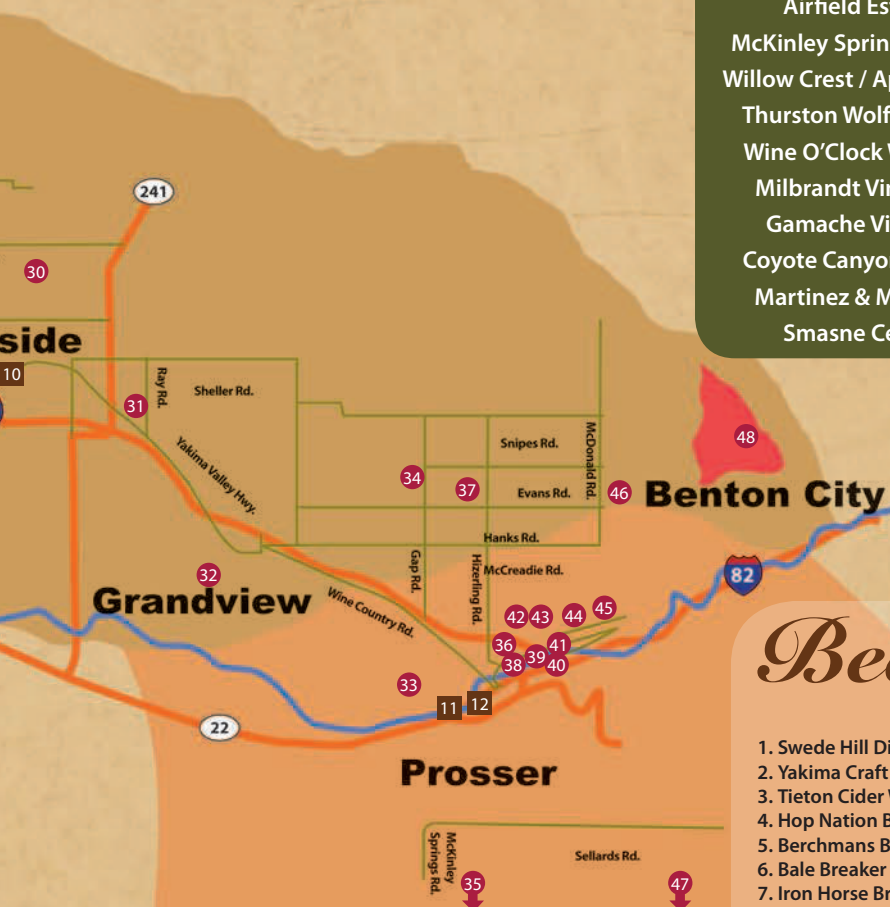 Airfield Es
McKinley Sprin
Willow Crest / Ap
Thurston Wolf
Wine O'Clock
Milbrandt Vi
Gamache Vi
Coyote Canyo
Martinez & M
Smasne Ce
241
30
side
10
Ray Rd.
Sheller Rd.
31
Yakima Valley Hwy.
Snipes Rd.
McDonald Rd.
48
34
37
Evans Rd.
46
Benton City
Hanks Rd.
Gap Rd.
Hizerling Rd.
McCreadie Rd.
82
32
Grandview
Wine Country Rd.
42
43
44
45
36
41
38
39
40
33
11
12
22
Prosser
Bee
1. Swede Hill Di
2. Yakima Craft
3. Tieton Cider
4. Hop Nation B
5. Berchmans B
6. Bale Breaker
7. Iron Horse Br
McKinley
Springs Rd.
Sellards Rd.
35
47